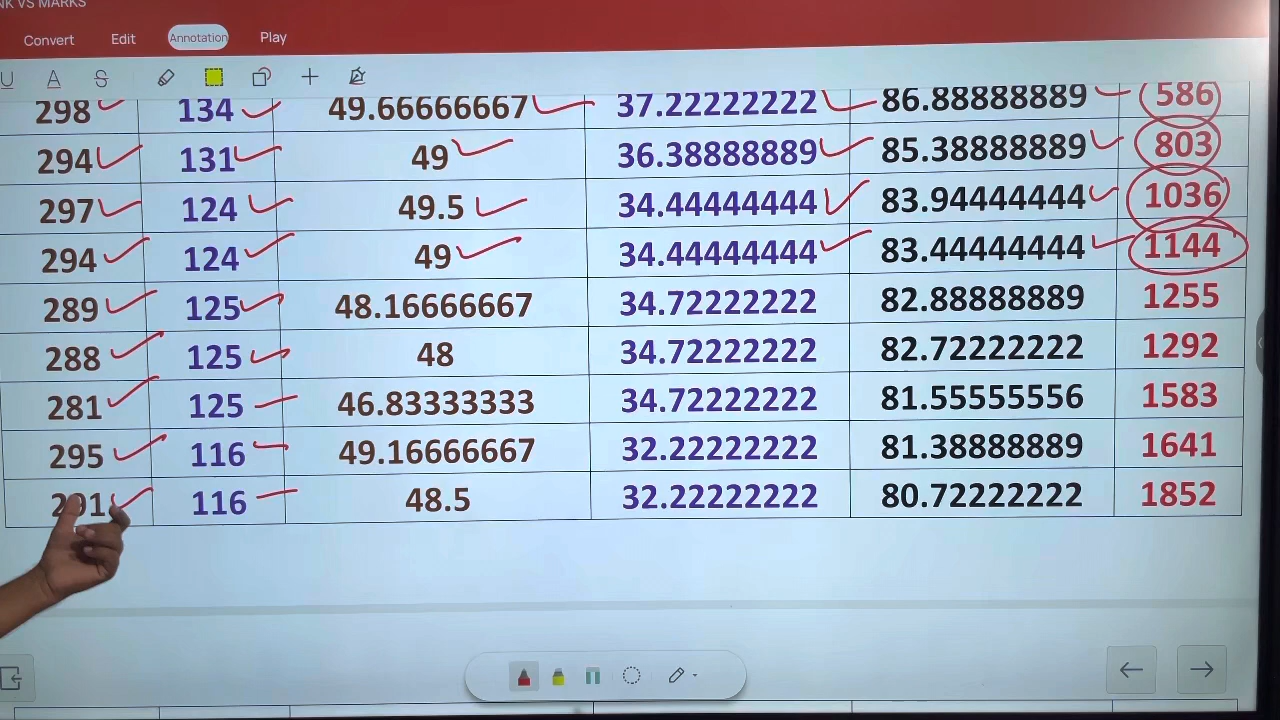 VS MARKS
Convert Edit Annotation Play
U A S
298 134 49.66666667 37.22222222 86.88888889 586
294 131 49 36.38888889 85.38888889 803
297 124 49.5 34.44444444 83.94444444 1036
294 124 49 34.44444444 83.44444444 1144
289 125 48.16666667 34.72222222 82.88888889 1255
288 125 48 34.72222222 82.72222222 1292
281 125 46.83333333 34.72222222 81.55555556 1583
295 116 49.16666667 32.22222222 81.38888889 1641
291 116 48.5 32.22222222 80.72222222 1852